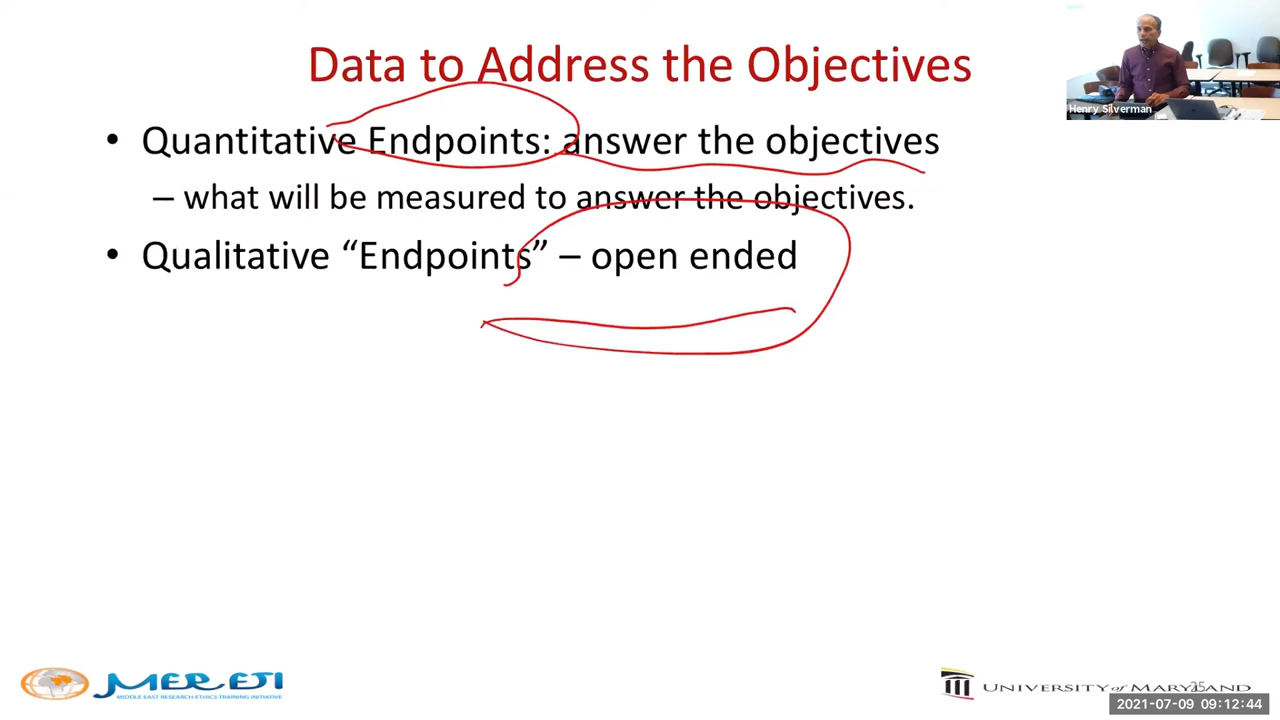 Data to Address the Objectives
Henry Silverman
• Quantitative Endpoints: answer the objectives
– what will be measured to answer the objectives.
• Qualitative “Endpoints” – open ended
MERETI
MIDDLE EAST RESEARCH ETHICS TRAINING INITIATIVE
25
UNIVERSITY of MARYLAND
2021-07-09 09:12:44